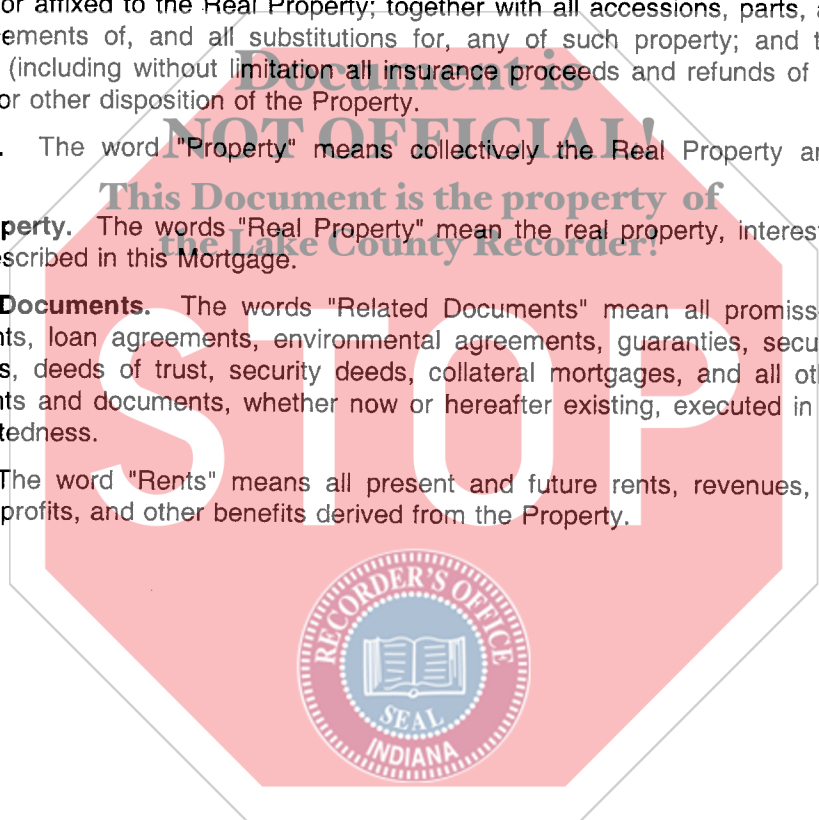 or affixed to the Real Property; together with all accessions, parts,
ements of, and all substitutions for, any of such property; and
(including without limitation all insurance proceeds and refunds of
or other disposition of the Property.
. The word "Property" means collectively the Real Property
perty. The words "Real Property" mean the real property, interest
scribed in this Mortgage.
Documents. The words "Related Documents" mean all promiss
nts, loan agreements, environmental agreements, guaranties, secu
s, deeds of trust, security deeds, collateral mortgages, and all ot
nts and documents, whether now or hereafter existing, executed in
tedness.
The word "Rents" means all present and future rents, revenues,
profits, and other benefits derived from the Property.
Document is
NOT OFFICIAL!
This Document is the property of
the Lake County Recorder!
STOP
RECORDER'S OFFICE
SEAL
INDIANA